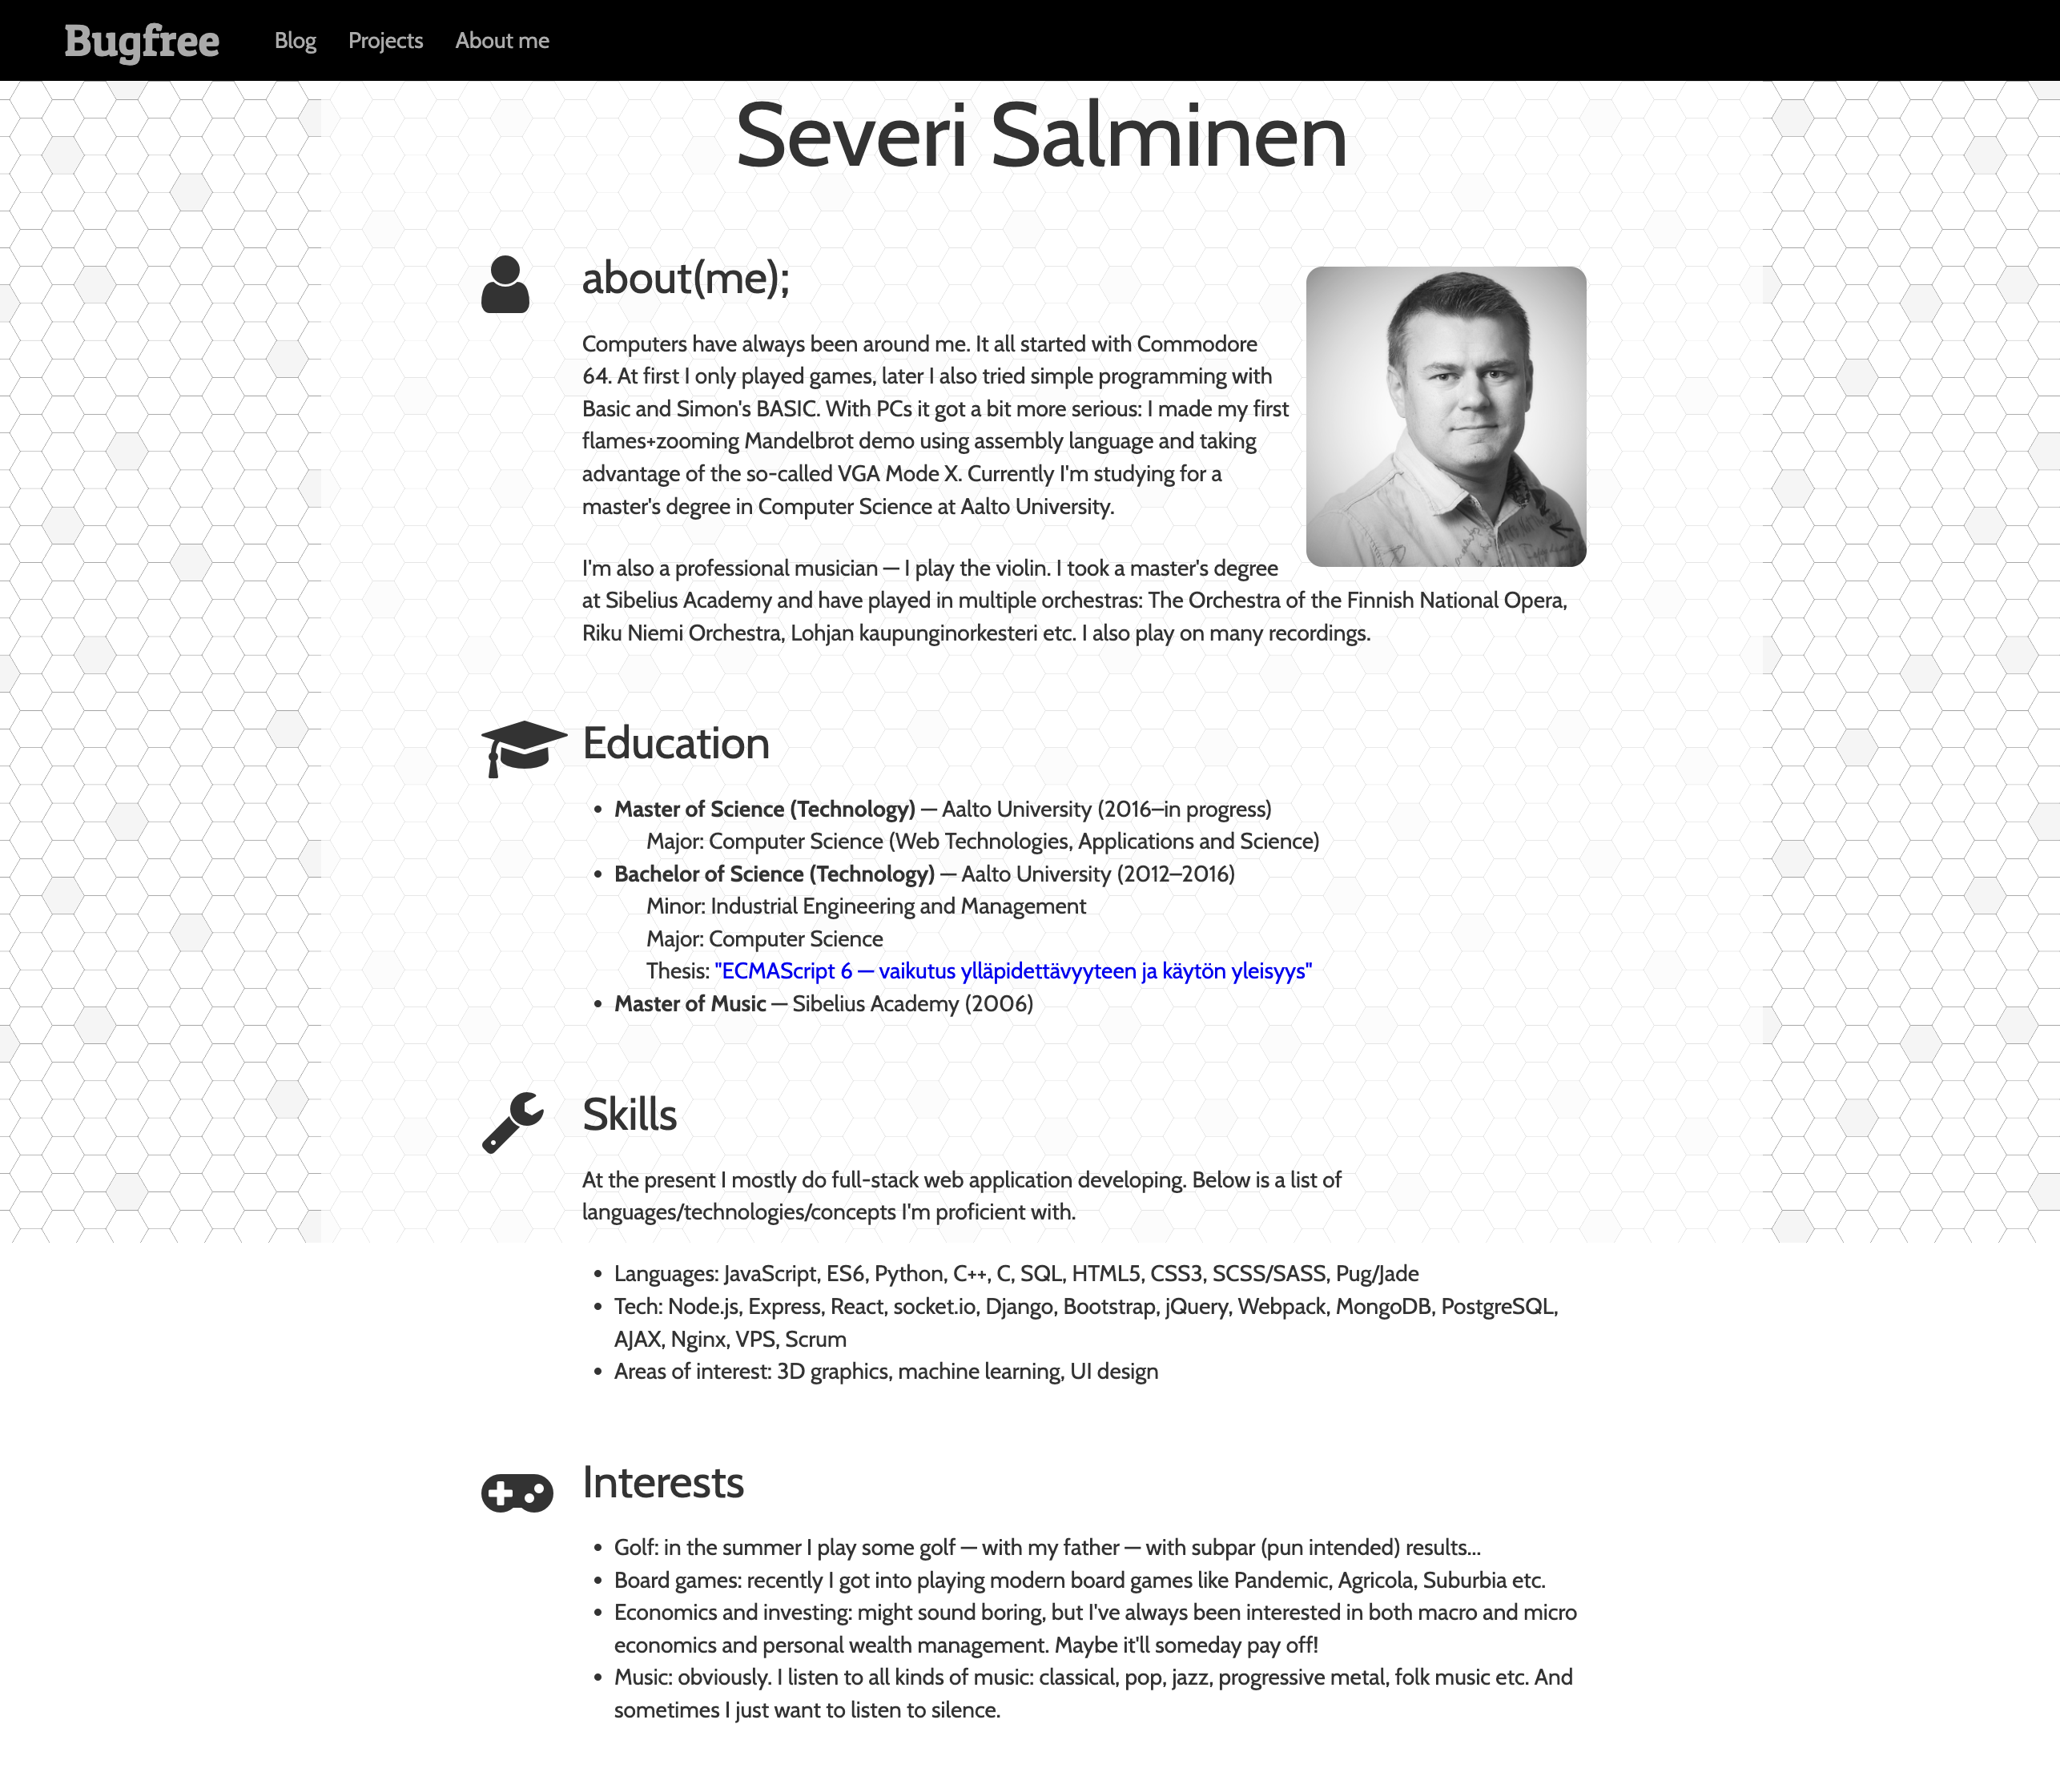 Bugfree Blog Projects About me
Severi Salminen
about(me);
Computers have always been around me. It all started with Commodore
64. At first I only played games, later I also tried simple programming with
Basic and Simon's BASIC. With PCs it got a bit more serious: I made my first
flames+zooming Mandelbrot demo using assembly language and taking
advantage of the so-called VGA Mode X. Currently I'm studying for a
master's degree in Computer Science at Aalto University.
I'm also a professional musician — I play the violin. I took a master's degree
at Sibelius Academy and have played in multiple orchestras: The Orchestra of the Finnish National Opera,
Riku Niemi Orchestra, Lohjan kaupunginorkesteri etc. I also play on many recordings.
Education
• Master of Science (Technology) — Aalto University (2016–in progress)
Major: Computer Science (Web Technologies, Applications and Science)
• Bachelor of Science (Technology) — Aalto University (2012–2016)
Minor: Industrial Engineering and Management
Major: Computer Science
Thesis: "ECMAScript 6 — vaikutus ylläpidettävyyteen ja käytön yleisyys"
• Master of Music — Sibelius Academy (2006)
Skills
At the present I mostly do full-stack web application developing. Below is a list of
languages/technologies/concepts I'm proficient with.
• Languages: JavaScript, ES6, Python, C++, C, SQL, HTML5, CSS3, SCSS/SASS, Pug/Jade
• Tech: Node.js, Express, React, socket.io, Django, Bootstrap, jQuery, Webpack, MongoDB, PostgreSQL,
AJAX, Nginx, VPS, Scrum
• Areas of interest: 3D graphics, machine learning, UI design
Interests
• Golf: in the summer I play some golf — with my father — with subpar (pun intended) results...
• Board games: recently I got into playing modern board games like Pandemic, Agricola, Suburbia etc.
• Economics and investing: might sound boring, but I've always been interested in both macro and micro
economics and personal wealth management. Maybe it'll someday pay off!
• Music: obviously. I listen to all kinds of music: classical, pop, jazz, progressive metal, folk music etc. And
sometimes I just want to listen to silence.